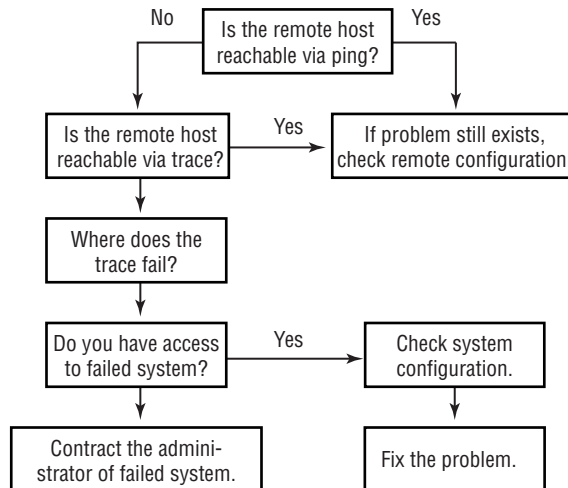 No
Is the remote host
reachable via ping?
Yes
Is the remote host
reachable via trace?
Yes
If problem still exists,
check remote configuration
Where does the
trace fail?
Do you have access
to failed system?
Yes
Check system
configuration.
Contract the admini-
strator of failed system.
Fix the problem.